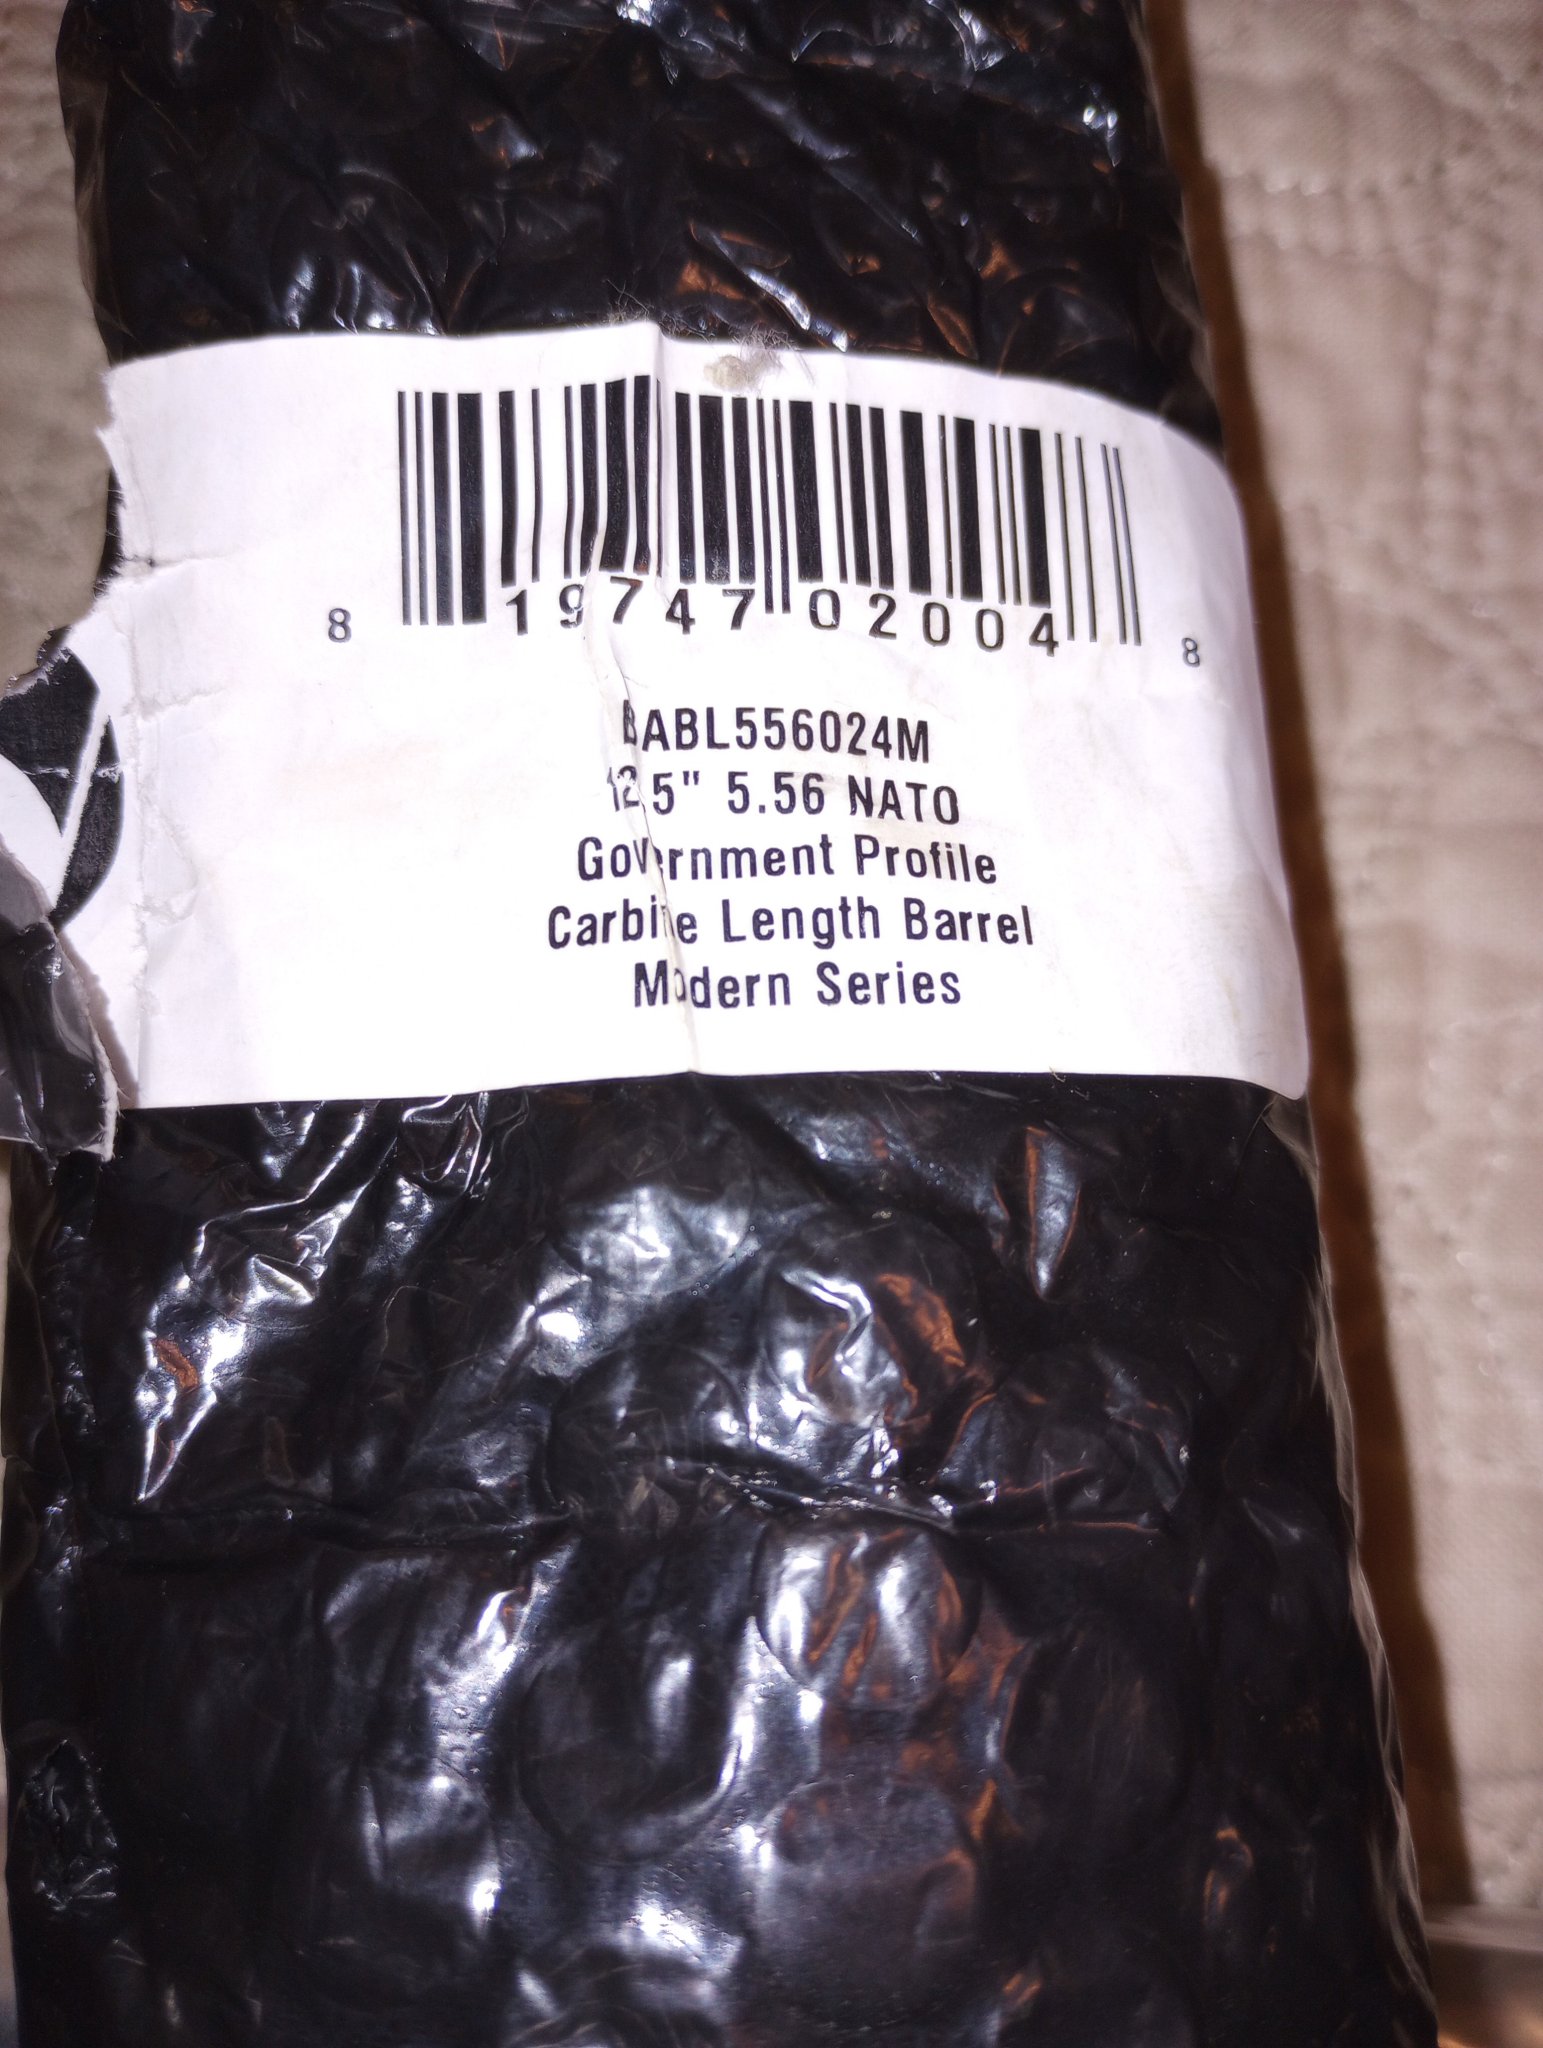 8 19747 02004 8
BABL556024M
12.5" 5.56 NATO
Government Profile
Carbine Length Barrel
Modern Series